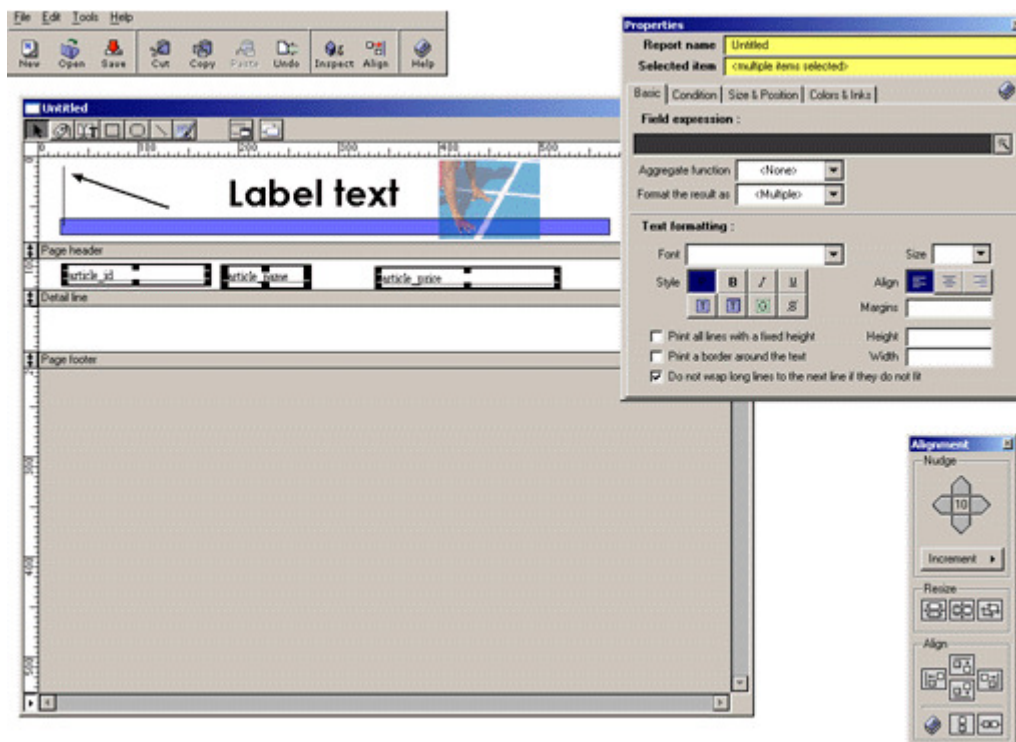 File Edit Tools Help
New Open Save Cut Copy Paste Undo Inspect Align Help
Untitled
0 100 200 300 400 500
Label text
Page header
article_id article_name article_price
Detail line
Page footer
Properties
Report name Untitled
Selected item <multiple items selected>
Basic Condition Size & Position Colors & Inks
Field expression :
Aggregate function <None>
Format the result as <Multiple>
Text formatting :
Font Size
Style B I U Align
Margins
Print all lines with a fixed height Height
Print a border around the text Width
Do not wrap long lines to the next line if they do not fit
Alignment
Nudge
10
Increment
Resize
Align